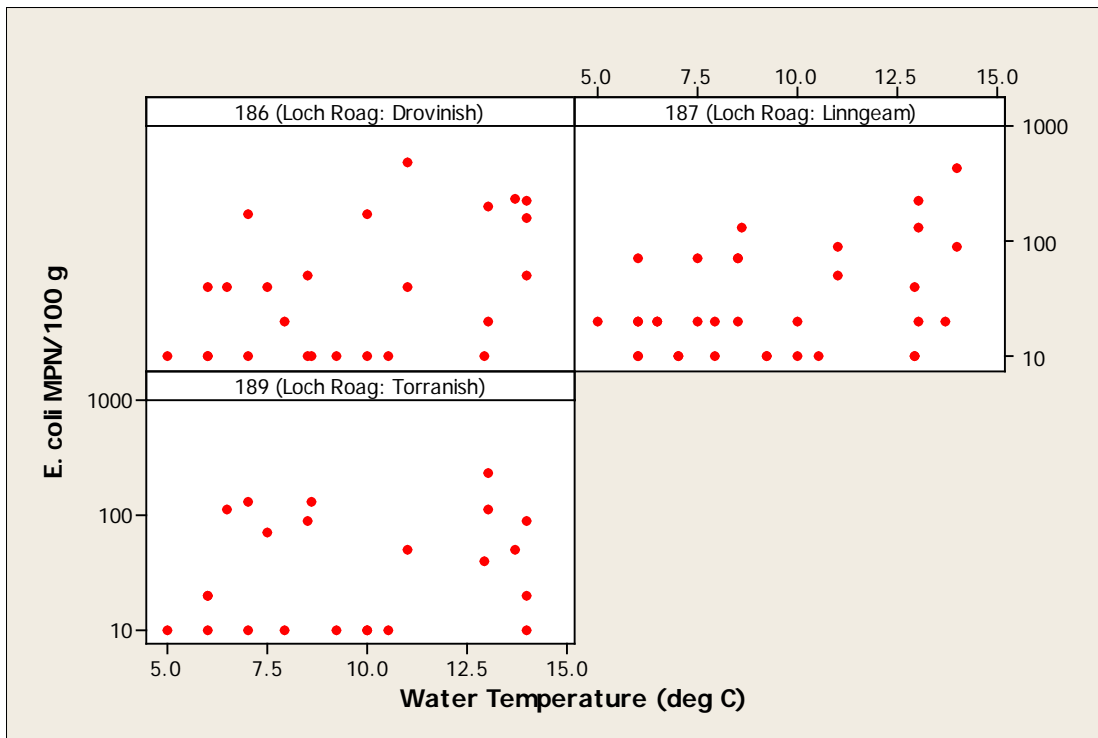 5.0 7.5 10.0 12.5 15.0
186 (Loch Roag: Drovinish)
187 (Loch Roag: Linngeam)
1000
100
10
E. coli MPN/100 g
189 (Loch Roag: Torranish)
1000
100
10
5.0 7.5 10.0 12.5 15.0
Water Temperature (deg C)